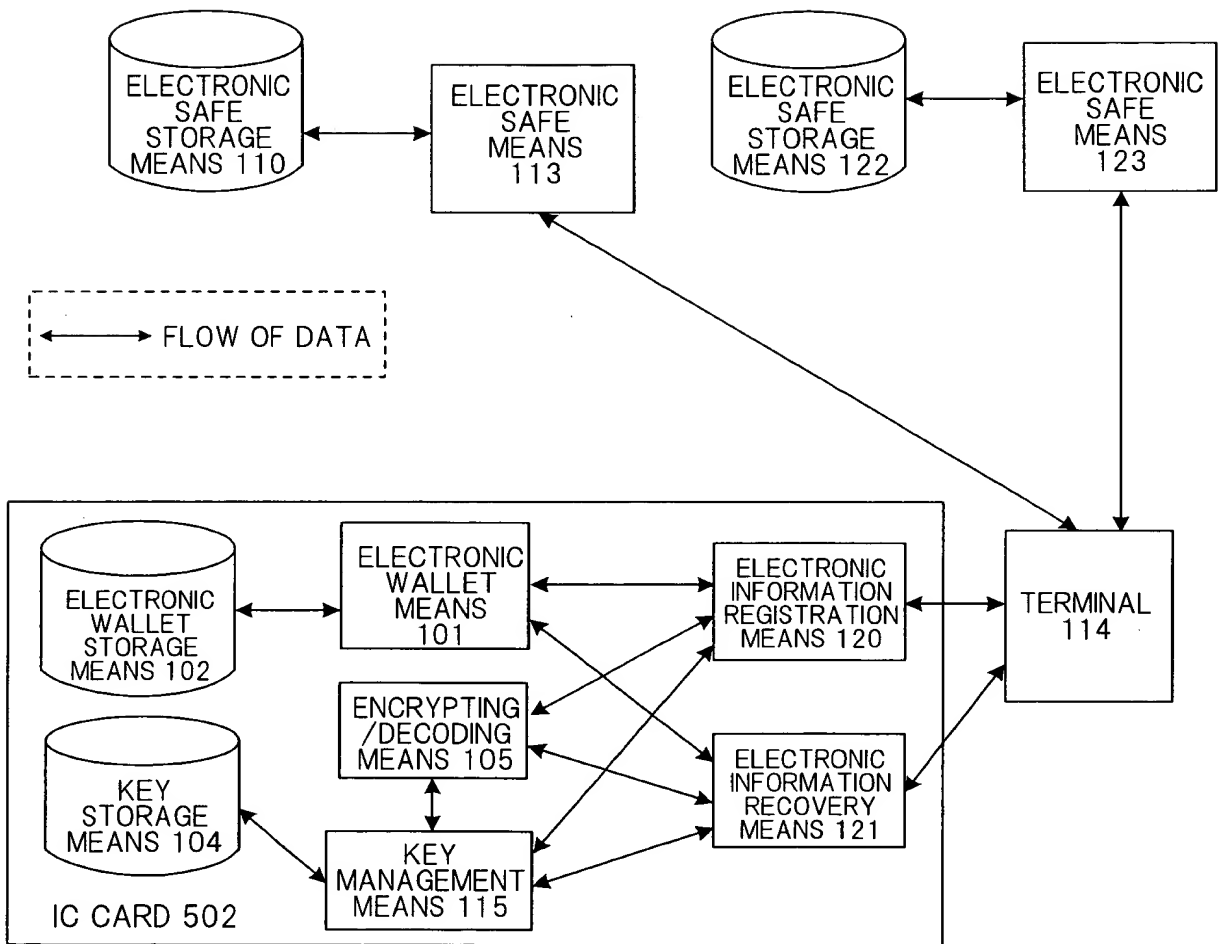 ELECTRONIC
SAFE
STORAGE
MEANS 110
ELECTRONIC
SAFE
MEANS
113
ELECTRONIC
SAFE
STORAGE
MEANS 122
ELECTRONIC
SAFE
MEANS
123
FLOW OF DATA
ELECTRONIC
WALLET
STORAGE
MEANS 102
ELECTRONIC
WALLET
MEANS
101
ELECTRONIC
INFORMATION
REGISTRATION
MEANS 120
TERMINAL
114
KEY
STORAGE
MEANS 104
ENCRYPTING
/DECODING
MEANS 105
ELECTRONIC
INFORMATION
RECOVERY
MEANS 121
KEY
MANAGEMENT
MEANS 115
IC CARD 502